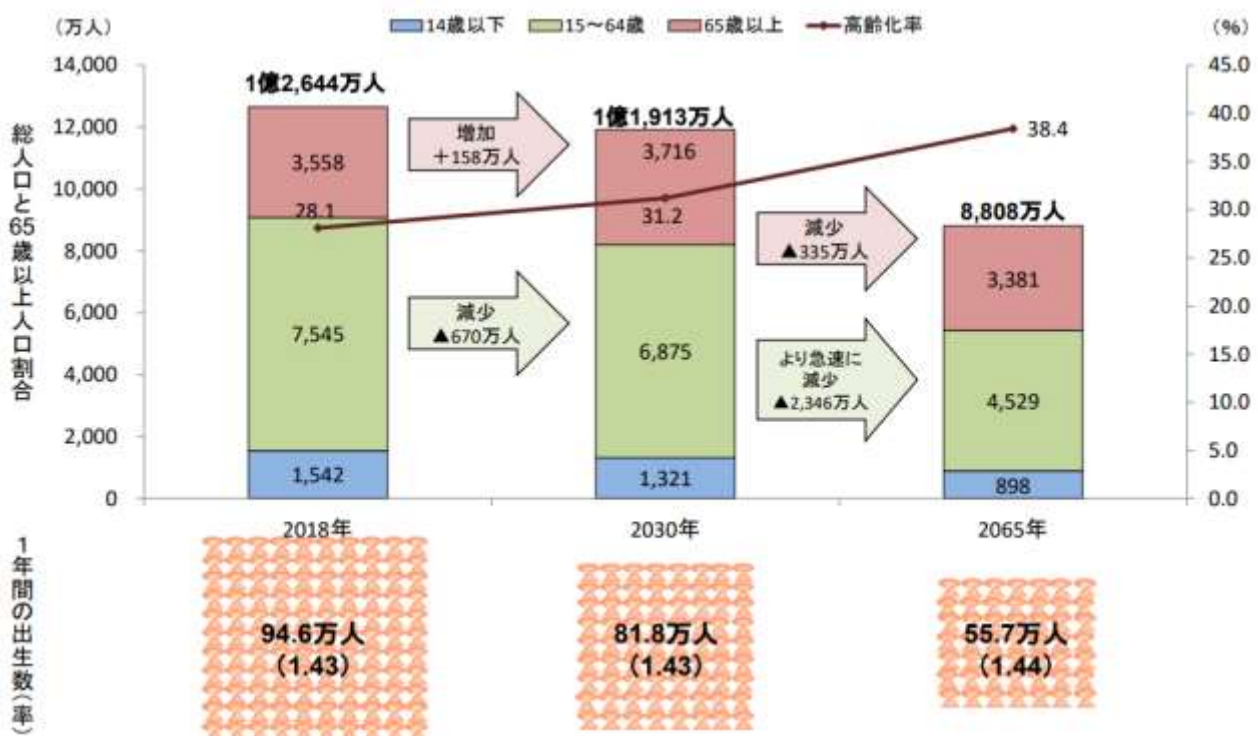 （万人）
14歳以下
15～64歳
65歳以上
高齢化率
（%）
総人口と65歳以上人口割合
14,000
12,000
10,000
8,000
6,000
4,000
2,000
0
45.0
40.0
35.0
30.0
25.0
20.0
15.0
10.0
5.0
0.0
1億2,644万人
3,558
28.1
7,545
1,542
増加
＋158万人
減少
▲670万人
1億1,913万人
3,716
31.2
6,875
1,321
減少
▲335万人
より急速に
減少
▲2,346万人
38.4
8,808万人
3,381
4,529
898
2018年
2030年
2065年
1年間の出生数（率）
94.6万人
（1.43）
81.8万人
（1.43）
55.7万人
（1.44）